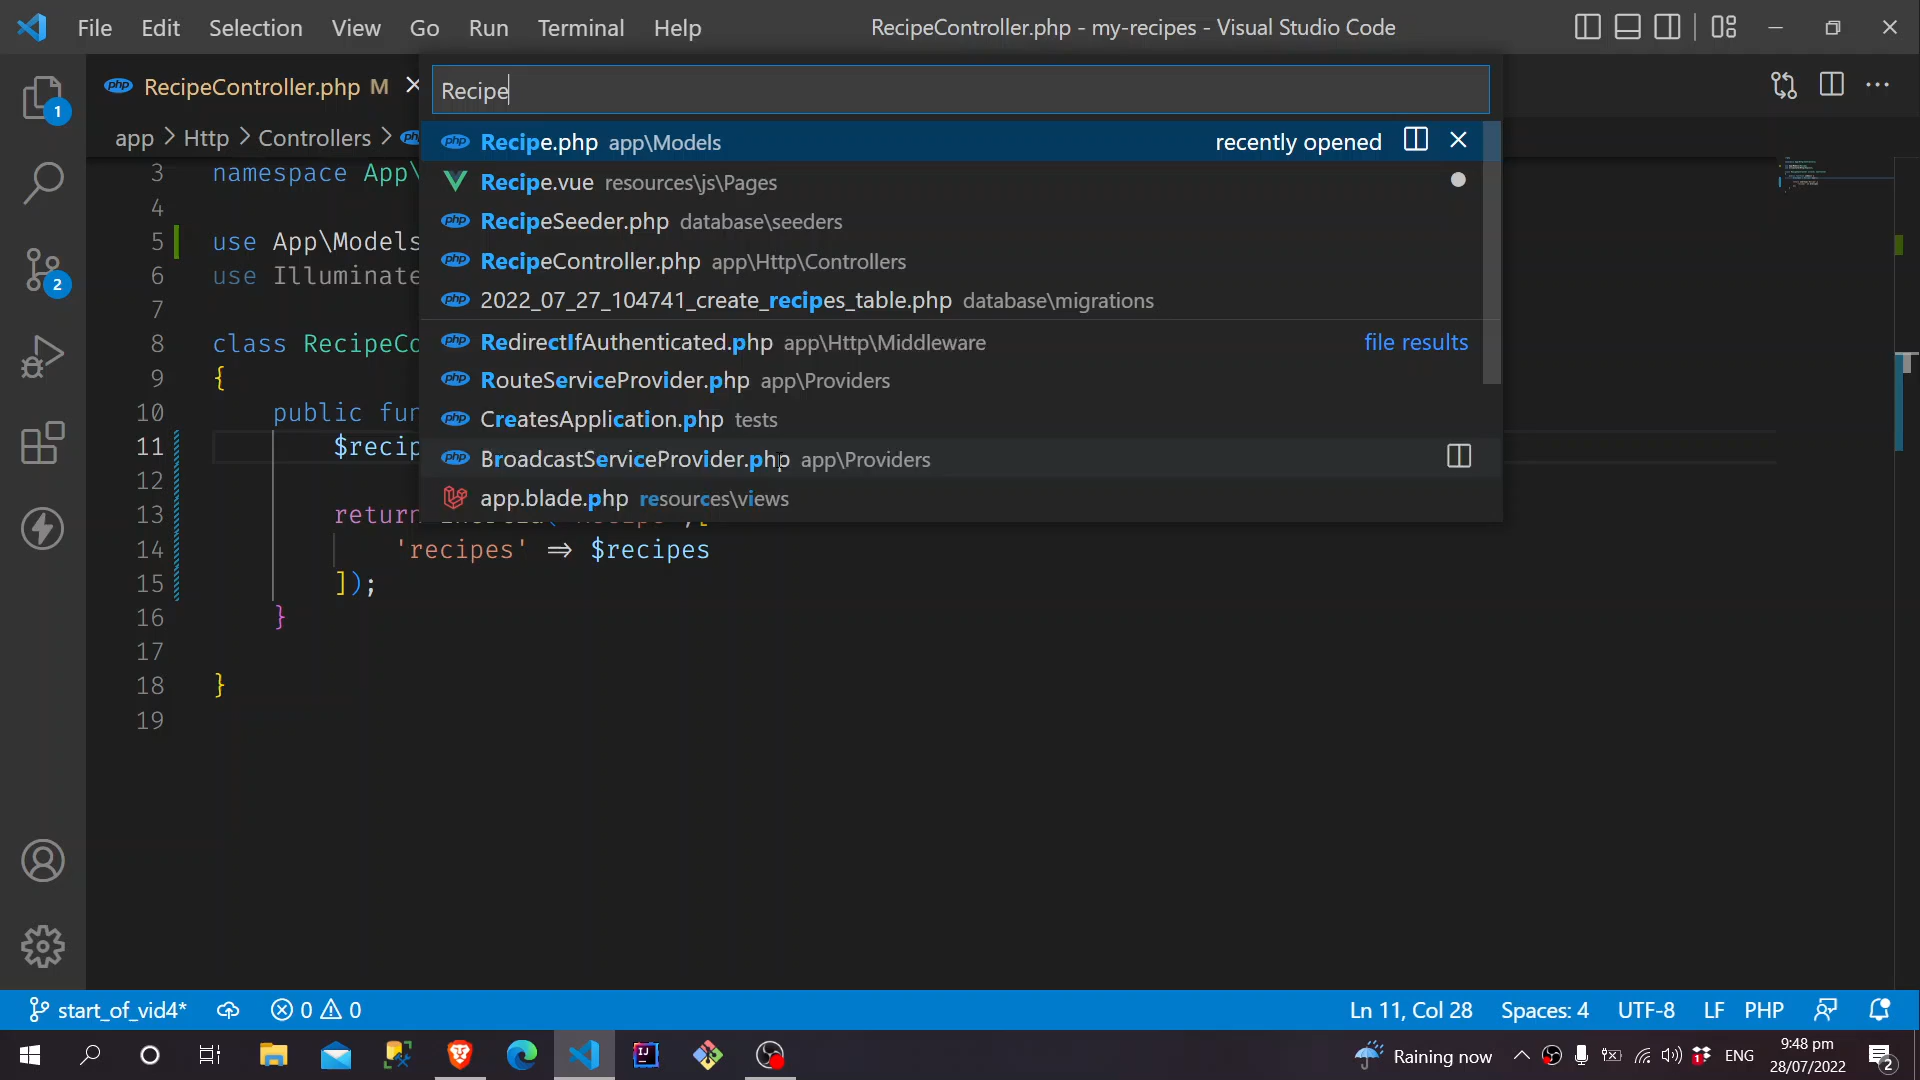 File Edit Selection View Go Run Terminal Help
RecipeController.php - my-recipes - Visual Studio Code
1
2
RecipeController.php M
app > Http > Controllers >
Recipe
Recipe.php app\Models recently opened
Recipe.vue resources\js\Pages
RecipeSeeder.php database\seeders
RecipeController.php app\Http\Controllers
2022_07_27_104741_create_recipes_table.php database\migrations
RedirectIfAuthenticated.php app\Http\Middleware file results
RouteServiceProvider.php app\Providers
CreatesApplication.php tests
BroadcastServiceProvider.php app\Providers
app.blade.php resources\views
3 namespace App\
4
5 use App\Models
6 use Illuminate
7
8 class RecipeCo
9 {
10 public fun
11 $recip
12
13 return
14 'recipes' => $recipes
15 ]);
16 }
17
18 }
19
start_of_vid4* 0 0
Ln 11, Col 28 Spaces: 4 UTF-8 LF PHP
Raining now ENG
9:48 pm
28/07/2022
2